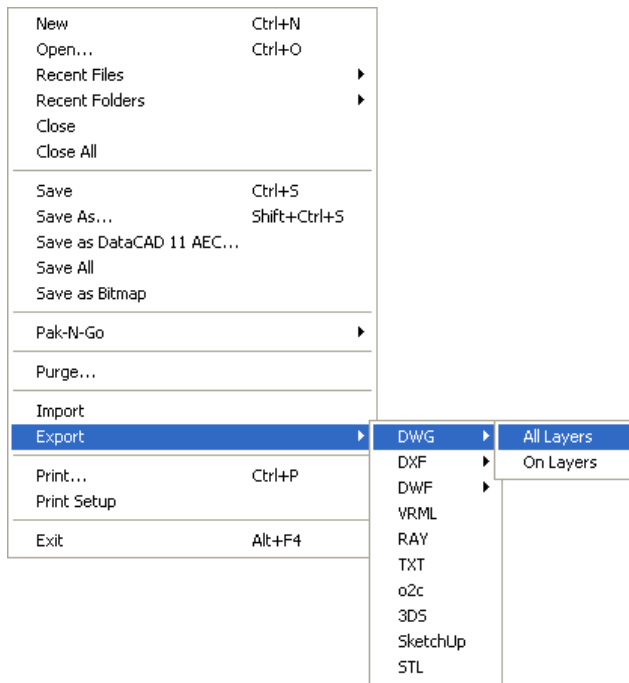 New Ctrl+N
Open... Ctrl+O
Recent Files
Recent Folders
Close
Close All
Save Ctrl+S
Save As... Shift+Ctrl+S
Save as DataCAD 11 AEC...
Save All
Save as Bitmap
Pak-N-Go
Purge...
Import
Export
Print... Ctrl+P
Print Setup
Exit Alt+F4
DWG
DXF
DWF
VRML
RAY
TXT
o2c
3DS
SketchUp
STL
All Layers
On Layers